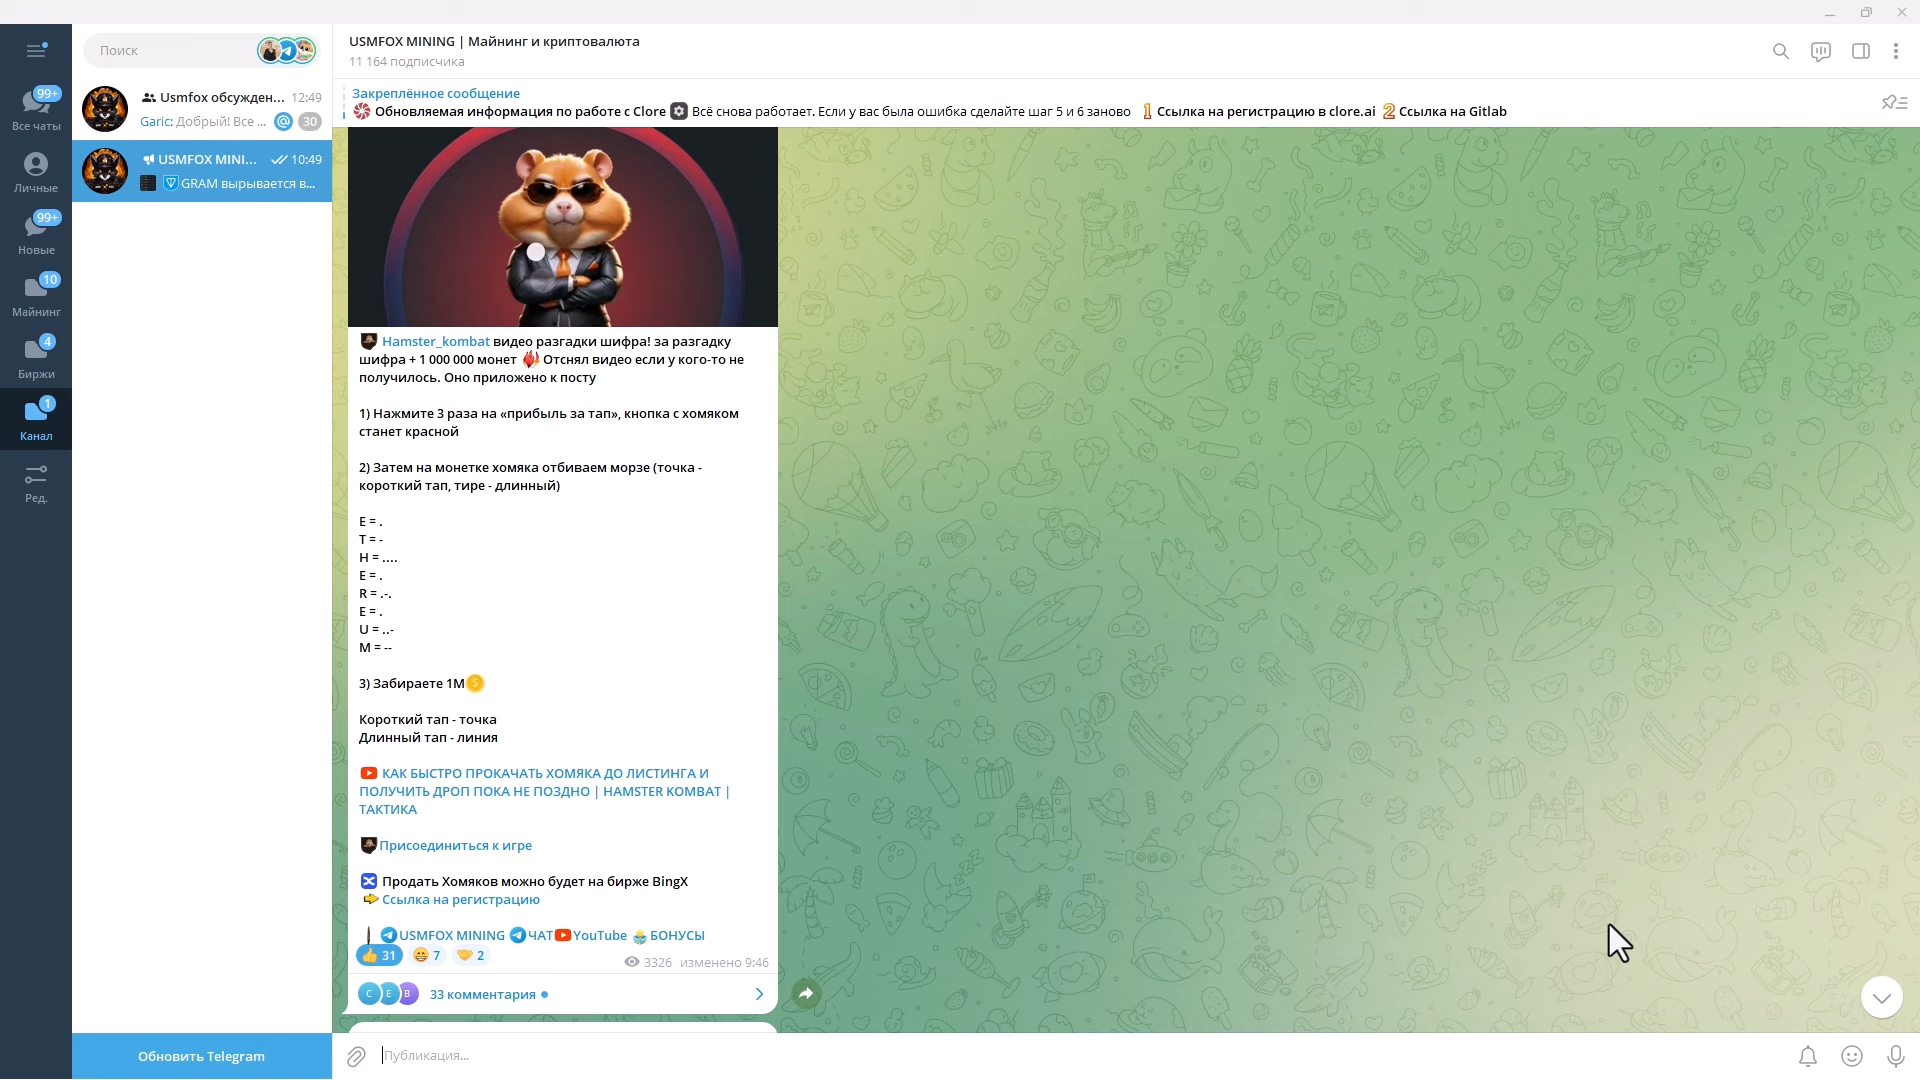 Поиск
USMFOX MINING | Майнинг и криптовалюта
11 164 подписчика
Закреплённое сообщение
Обновляемая информация по работе с Clore Всё снова работает. Если у вас была ошибка сделайте шаг 5 и 6 заново 1 Ссылка на регистрацию в clore.ai 2 Ссылка на Gitlab
99+
Все чаты
Личные
99+
Новые
10
Майнинг
4
Биржи
1
Канал
Ред.
Usmfox обсужден... 12:49
Garic: Добрый! Все ... @ 30
USMFOX MINI... 10:49
GRAM вырывается в...
Hamster_kombat видео разгадки шифра! за разгадку
шифра + 1 000 000 монет Отснял видео если у кого-то не
получилось. Оно приложено к посту
1) Нажмите 3 раза на «прибыль за тап», кнопка с хомяком
станет красной
2) Затем на монетке хомяка отбиваем морзе (точка -
короткий тап, тире - длинный)
E = .
T = -
H = ....
E = .
R = .-.
E = .
U = ..-
M = --
3) Забираете 1М
Короткий тап - точка
Длинный тап - линия
КАК БЫСТРО ПРОКАЧАТЬ ХОМЯКА ДО ЛИСТИНГА И
ПОЛУЧИТЬ ДРОП ПОКА НЕ ПОЗДНО | HAMSTER KOMBAT |
ТАКТИКА
Присоединиться к игре
Продать Хомяков можно будет на бирже BingX
Ссылка на регистрацию
USMFOX MINING ЧАТ YouTube БОНУСЫ
31 7 2 3326 изменено 9:46
С Е В 33 комментария
Обновить Telegram
Публикация...